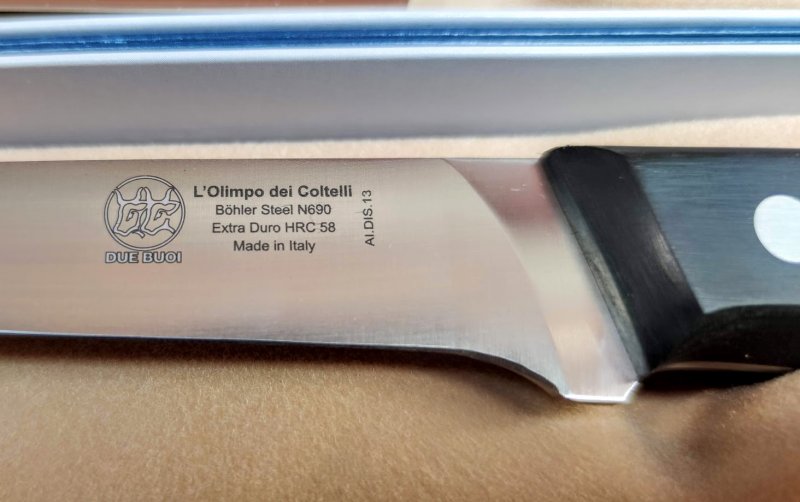 L'Olimpo dei Coltelli
Böhler Steel N690
Extra Duro HRC 58
Made in Italy
AI.DIS.13
DUE BUOI